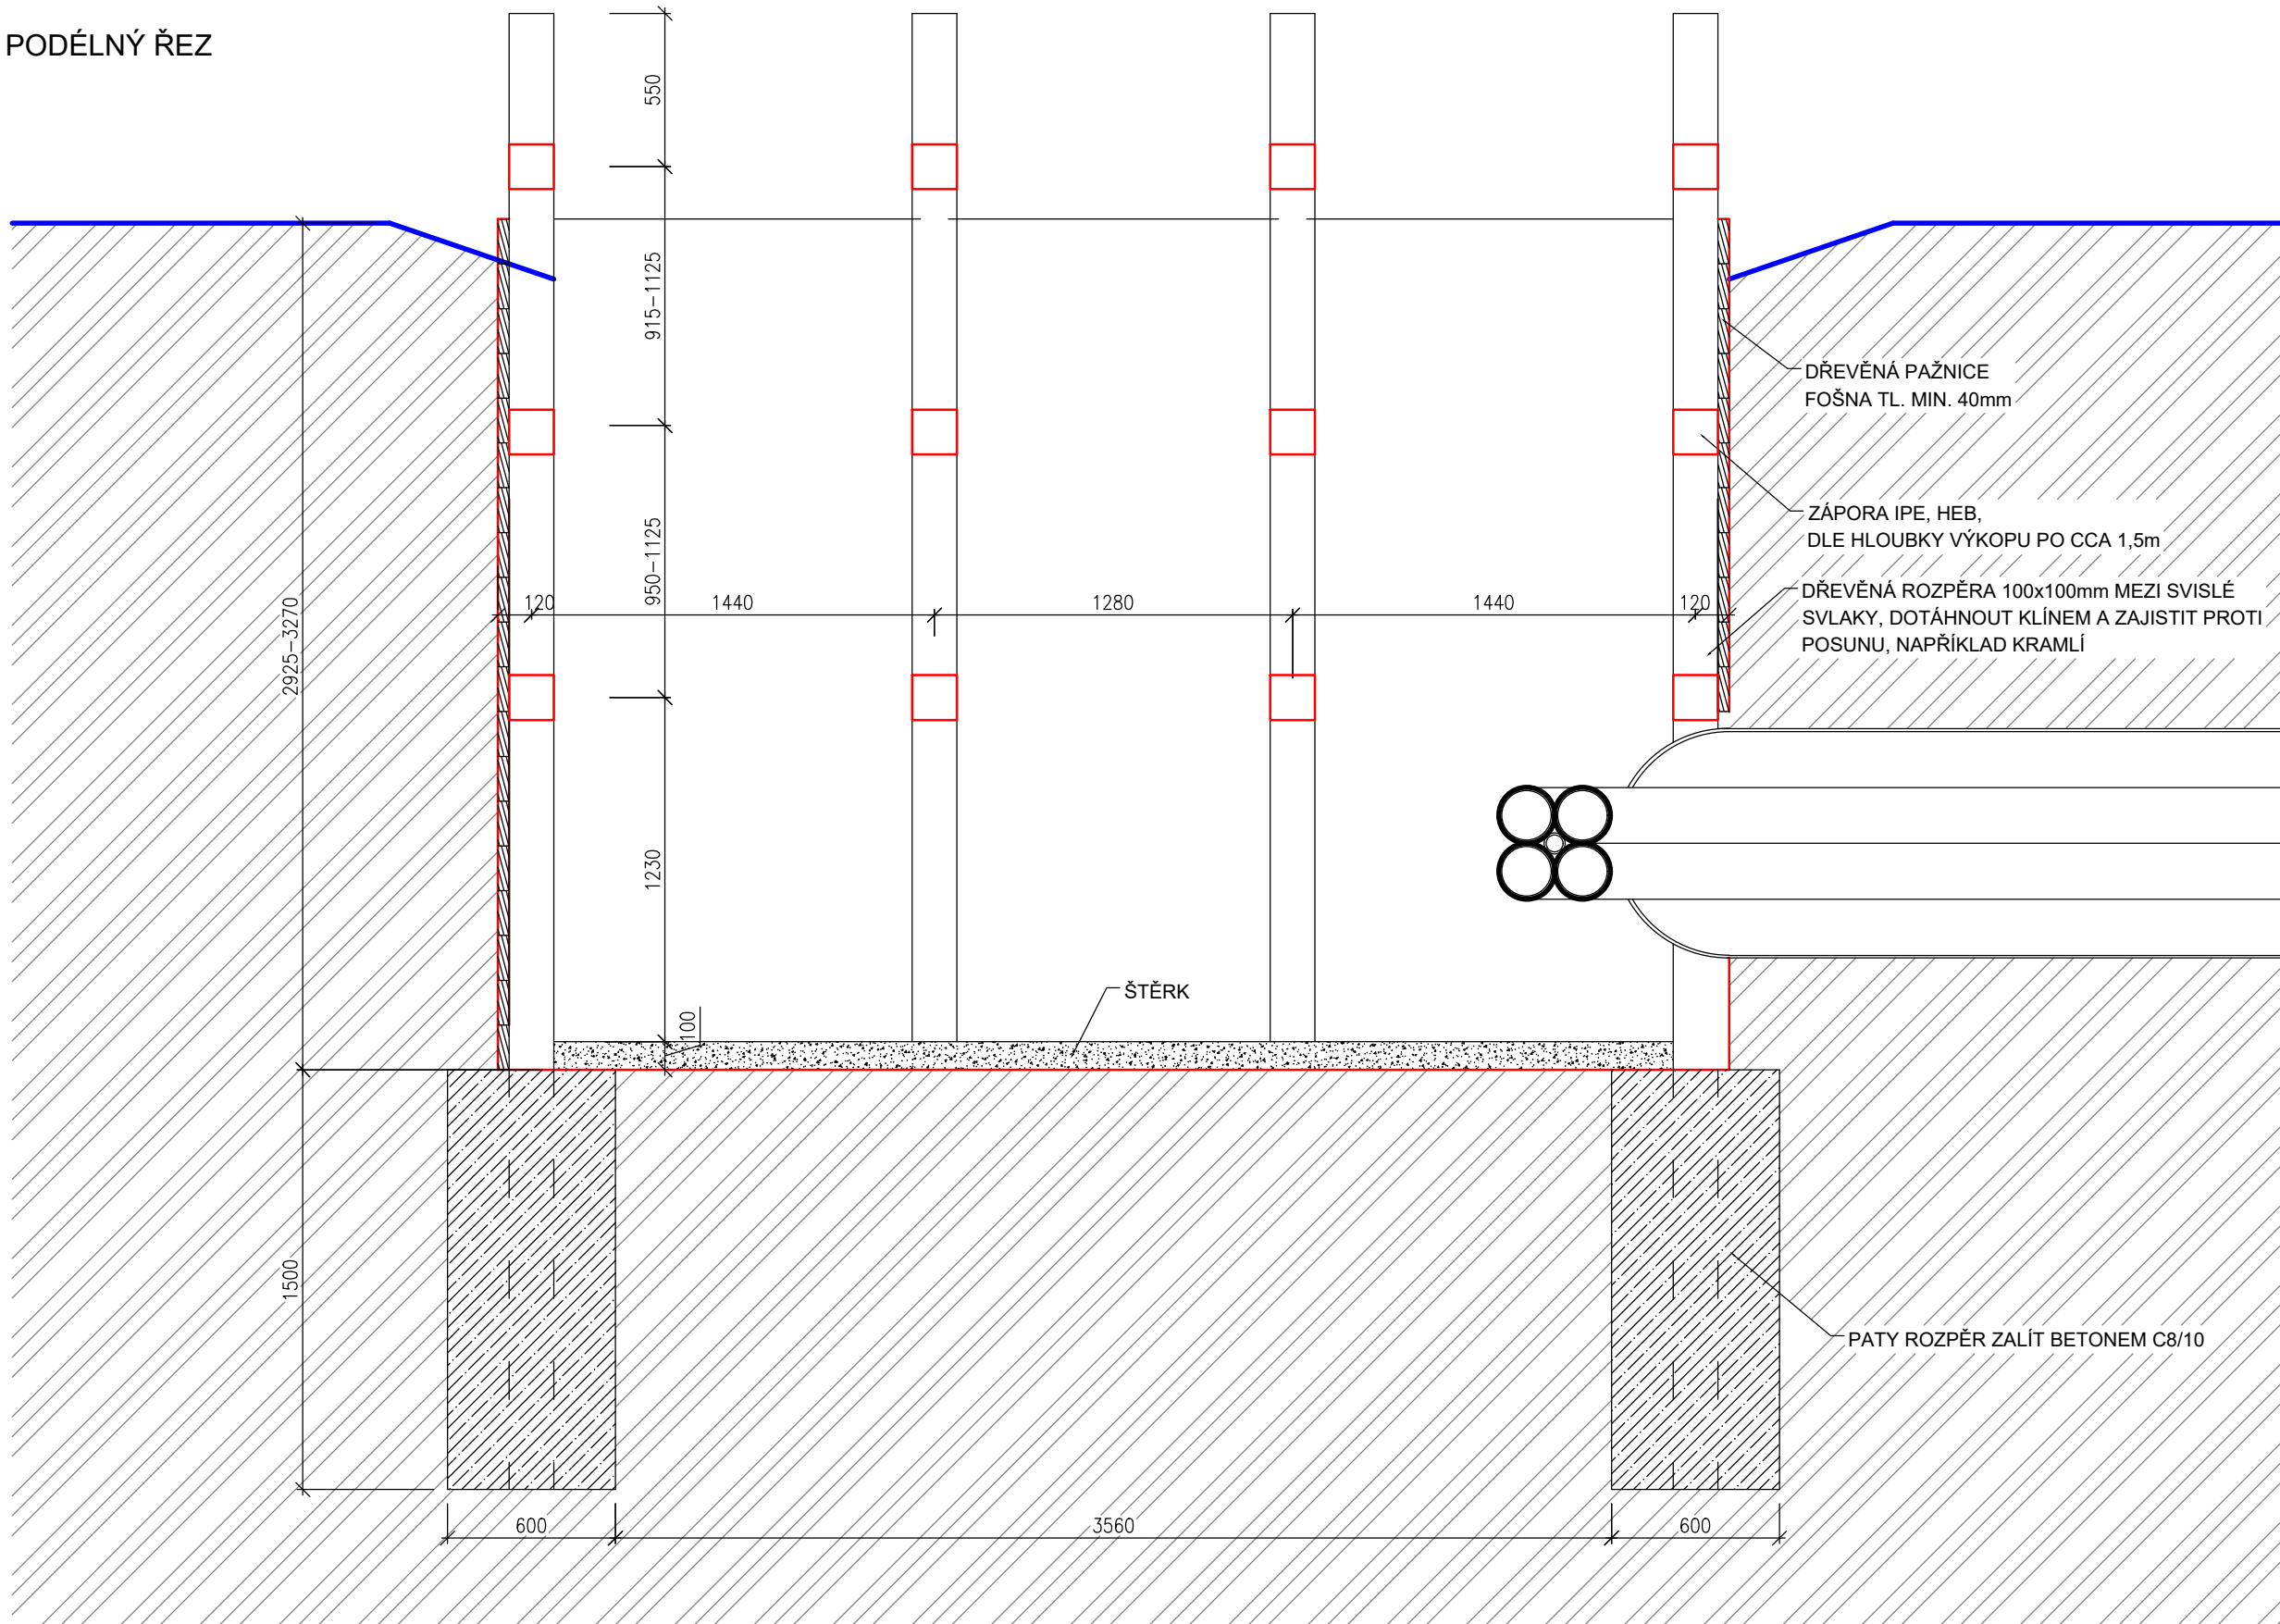 PODÉLNÝ ŘEZ
550
915-1125
DŘEVĚNÁ PAŽNICE
FOŠNA TL. MIN. 40mm
ZÁPORA IPE, HEB,
DLE HLOUBKY VÝKOPU PO CCA 1,5m
950-1125
120
1440
1280
1440
120
DŘEVĚNÁ ROZPĚRA 100x100mm MEZI SVISLÉ
SVLAKY, DOTÁHNOUT KLÍNEM A ZAJISTIT PROTI
POSUNU, NAPŘÍKLAD KRAMLÍ
2925-3270
1230
ŠTĚRK
100
1500
PATY ROZPĚR ZALÍT BETONEM C8/10
600
3560
600